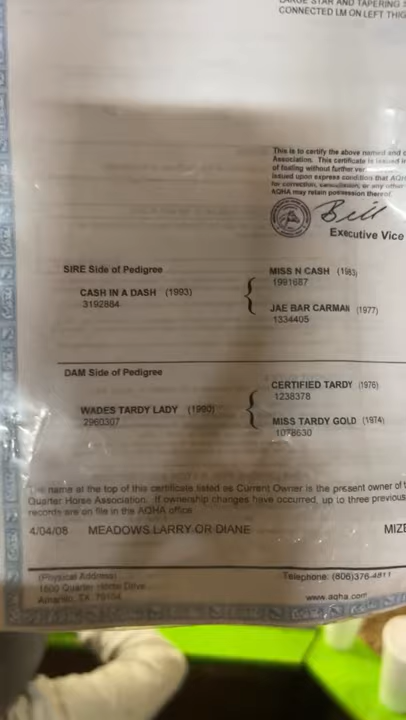 LARGE STAR AND TAPERING S
CONNECTED LM ON LEFT THIG
This is to certify the above named and d
Association. This certificate is issued i
of foaling without further ver
issued upon express condition that AQH
for correction, cancellation, or any other
AQHA may retain possession thereof.
Bill
Executive Vice
SIRE Side of Pedigree
MISS N CASH (1983)
1991687
CASH IN A DASH (1993)
3192884
JAE BAR CARMAN (1977)
1334405
DAM Side of Pedigree
CERTIFIED TARDY (1976)
1238378
WADES TARDY LADY (1990)
2960307
MISS TARDY GOLD (1974)
1078630
The name at the top of this certificate listed as Current Owner is the present owner of t
Quarter Horse Association. If ownership changes have occurred, up to three previous
records are on file in the AQHA office.
4/04/08 MEADOWS LARRY OR DIANE MIZE
(Physical Address)
1600 Quarter Horse Drive
Amarillo, TX 79104
Telephone: (806)376-4811
www.aqha.com